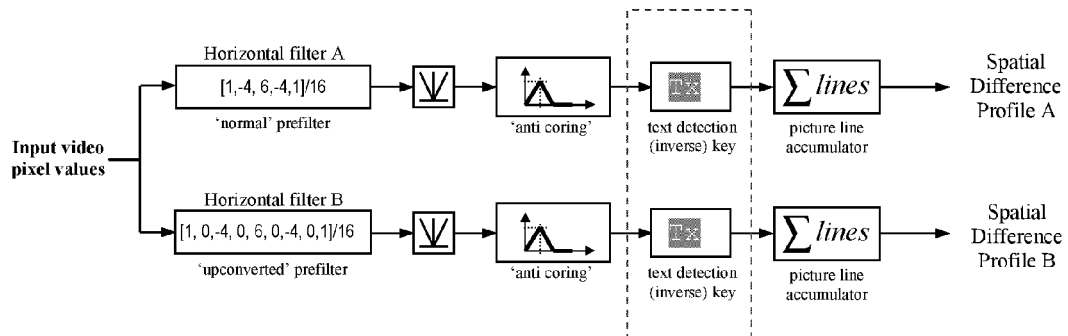 Horizontal filter A
[1,-4, 6,-4,1]/16
'normal' prefilter
'anti coring'
Tx
text detection
(inverse) key
∑ lines
picture line
accumulator
Spatial
Difference
Profile A
Input video
pixel values
Horizontal filter B
[1, 0,-4, 0, 6, 0,-4, 0,1]/16
'upconverted' prefilter
'anti coring'
Tx
text detection
(inverse) key
∑ lines
picture line
accumulator
Spatial
Difference
Profile B